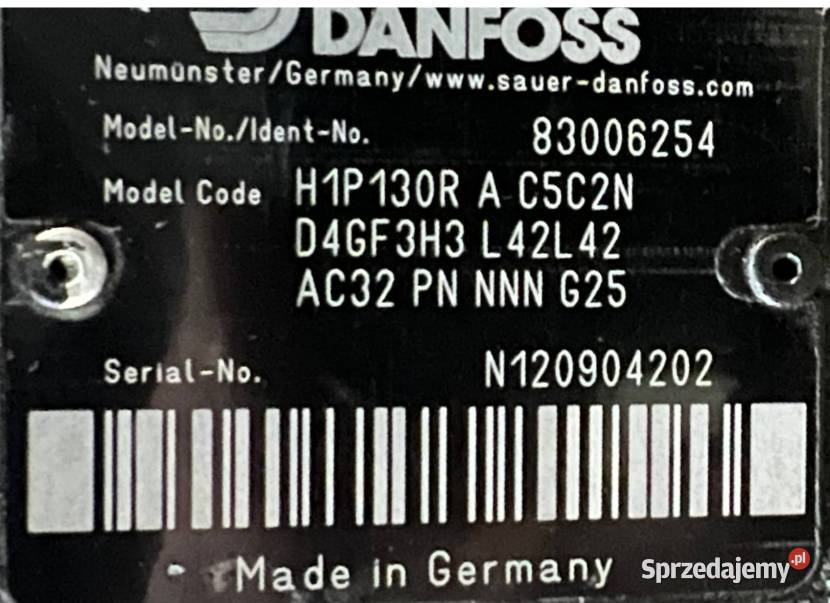 DANFOSS
Neumünster/Germany/www.sauer-danfoss.com
Model-No./Ident-No. 83006254
Model Code H1P130R A C5C2N
D4GF3H3 L42L42
AC32 PN NNN G25
Serial-No. N120904202
Made in Germany
Sprzedajemy.pl